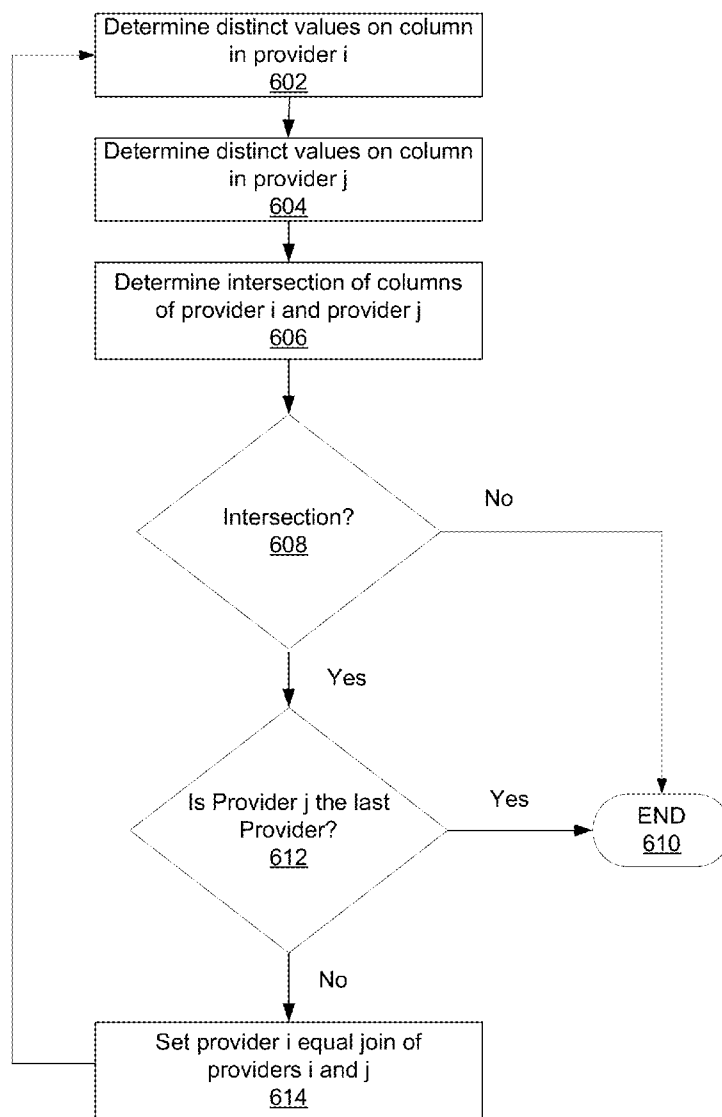 Determine distinct values on column
in provider i
602
Determine distinct values on column
in provider j
604
Determine intersection of columns
of provider i and provider j
606
Intersection?
608
No
Yes
Is Provider j the last
Provider?
612
Yes
END
610
No
Set provider i equal join of
providers i and j
614